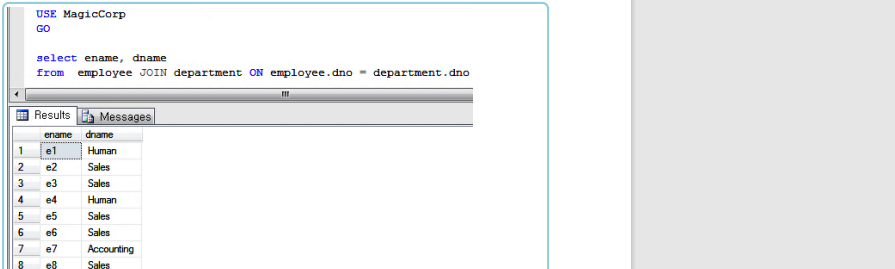 USE MagicCorp
GO
select ename, dname
from employee JOIN department ON employee.dno = department.dno
Results Messages
ename dname
1 e1 Human
2 e2 Sales
3 e3 Sales
4 e4 Human
5 e5 Sales
6 e6 Sales
7 e7 Accounting
8 e8 Sales